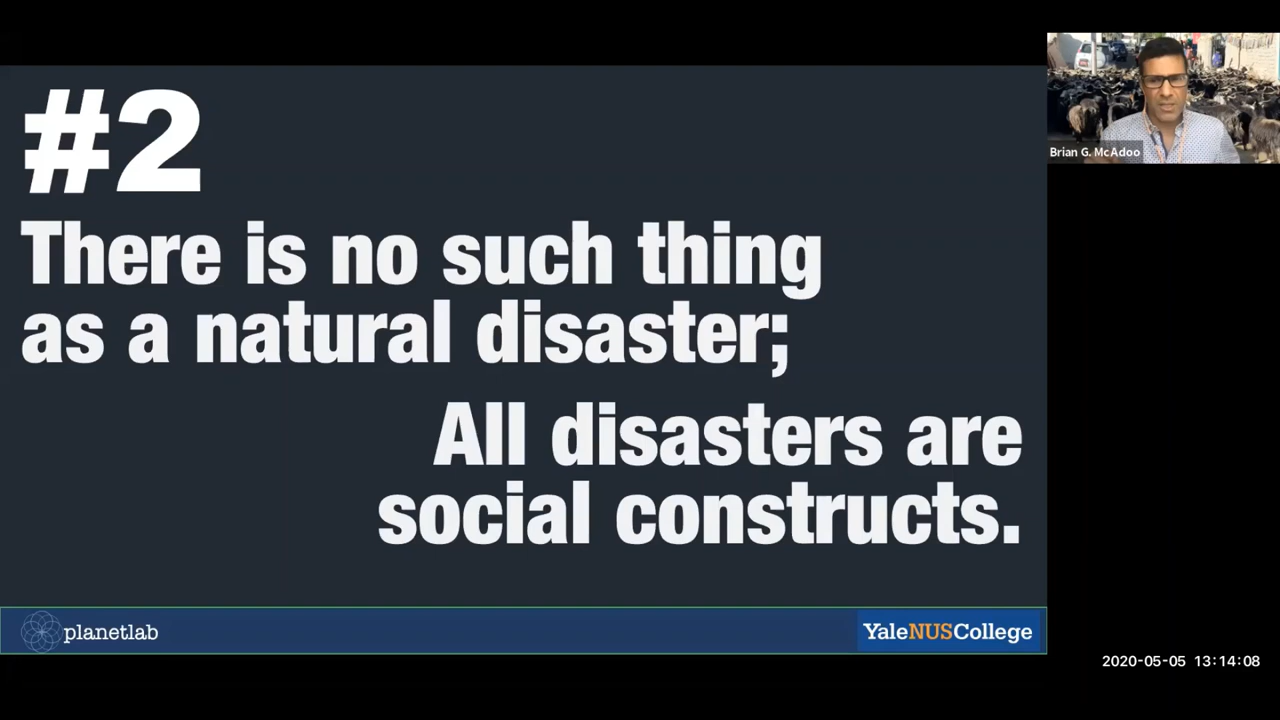 #2
There is no such thing
as a natural disaster;
All disasters are
social constructs.
planetlab
YaleNUSCollege
Brian G. McAdoo
2020-05-05 13:14:08